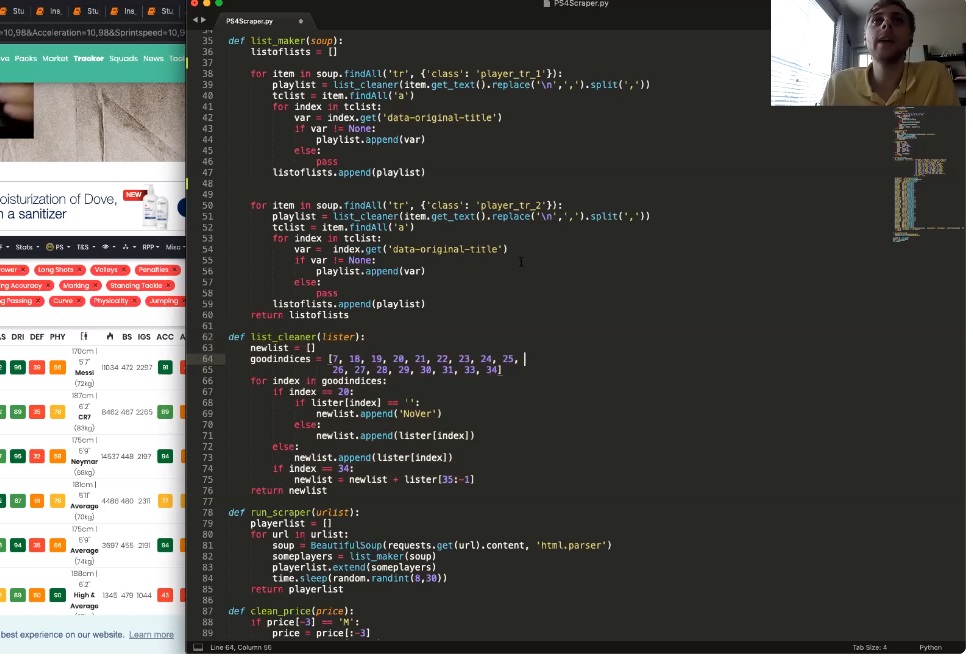 Stu
Ins
Stu
Ins
Stu
=10,98&Acceleration=10,98&Sprintspeed=10,9
Packs Market Tracker Squads News
oisturization of Dove,
n a sanitizer
NEW
Stats PS T&S RPP Misc
ower × Long Shots × Volleys × Penalties ×
ng Accuracy × Marking × Standing Tackle ×
ng Passing × Curve × Physicality × Jumping
S DRI DEF PHY BS IGS ACC A
170cm |
5'7"
Messi
(72kg)
96 39 66 11034 472 2297 91
187cm |
6'2"
CR7
(83kg)
89 35 78 8462 467 2265 89
175cm |
5'9"
Neymar
(68kg)
95 32 58 14537 448 2197 94
181cm |
5'11"
Average
(70kg)
87 78 4486 480 2311 77
175cm |
5'9"
Average
(74kg)
94 36 3697 455 2191 94
188cm |
6'2"
High &
Average
89 60 90 1345 479 1044 43
best experience on our website. Learn more
PS4Scraper.py
PS4Scraper.py
34
35 def list_maker(soup):
36 listoflists = []
37
38 for item in soup.findAll('tr', {'class': 'player_tr_1'}):
39 playlist = list_cleaner(item.get_text().replace('\n',',').split(','))
40 tclist = item.findAll('a')
41 for index in tclist:
42 var = index.get('data-original-title')
43 if var != None:
44 playlist.append(var)
45 else:
46 pass
47 listoflists.append(playlist)
48
49
50 for item in soup.findAll('tr', {'class': 'player_tr_2'}):
51 playlist = list_cleaner(item.get_text().replace('\n',',').split(','))
52 tclist = item.findAll('a')
53 for index in tclist:
54 var =  index.get('data-original-title')
55 if var != None:
56 playlist.append(var)
57 else:
58 pass
59 listoflists.append(playlist)
60 return listoflists
61
62 def list_cleaner(lister):
63 newlist = []
64 goodindices = [7, 18, 19, 20, 21, 22, 23, 24, 25,
65 26, 27, 28, 29, 30, 31, 33, 34]
66 for index in goodindices:
67 if index == 20:
68 if lister[index] == '':
69 newlist.append('NoVer')
70 else:
71 newlist.append(lister[index])
72 else:
73 newlist.append(lister[index])
74 if index == 34:
75 newlist = newlist + lister[35:-1]
76 return newlist
77
78 def run_scraper(urlist):
79 playerlist = []
80 for url in urlist:
81 soup = BeautifulSoup(requests.get(url).content, 'html.parser')
82 someplayers = list_maker(soup)
83 playerlist.extend(someplayers)
84 time.sleep(random.randint(8,30))
85 return playerlist
86
87 def clean_price(price):
88 if price[-3] == 'M':
89 price = price[:-3]
Line 64, Column 56
Tab Size: 4
Python